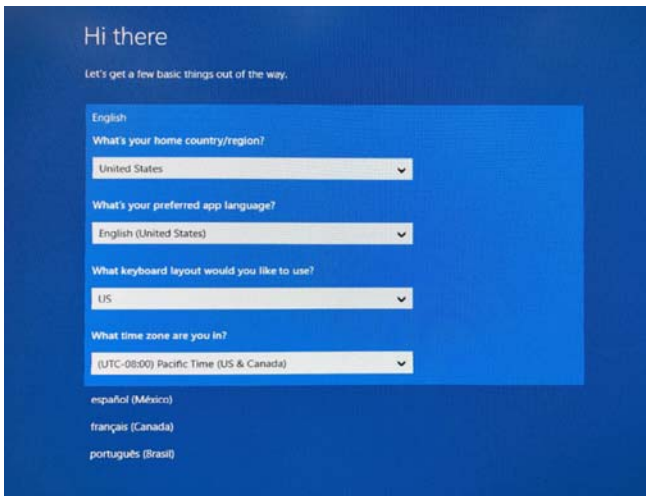 Hi there
Let's get a few basic things out of the way.
English
What's your home country/region?
United States
What's your preferred app language?
English (United States)
What keyboard layout would you like to use?
US
What time zone are you in?
(UTC-08:00) Pacific Time (US & Canada)
español (México)
français (Canada)
português (Brasil)